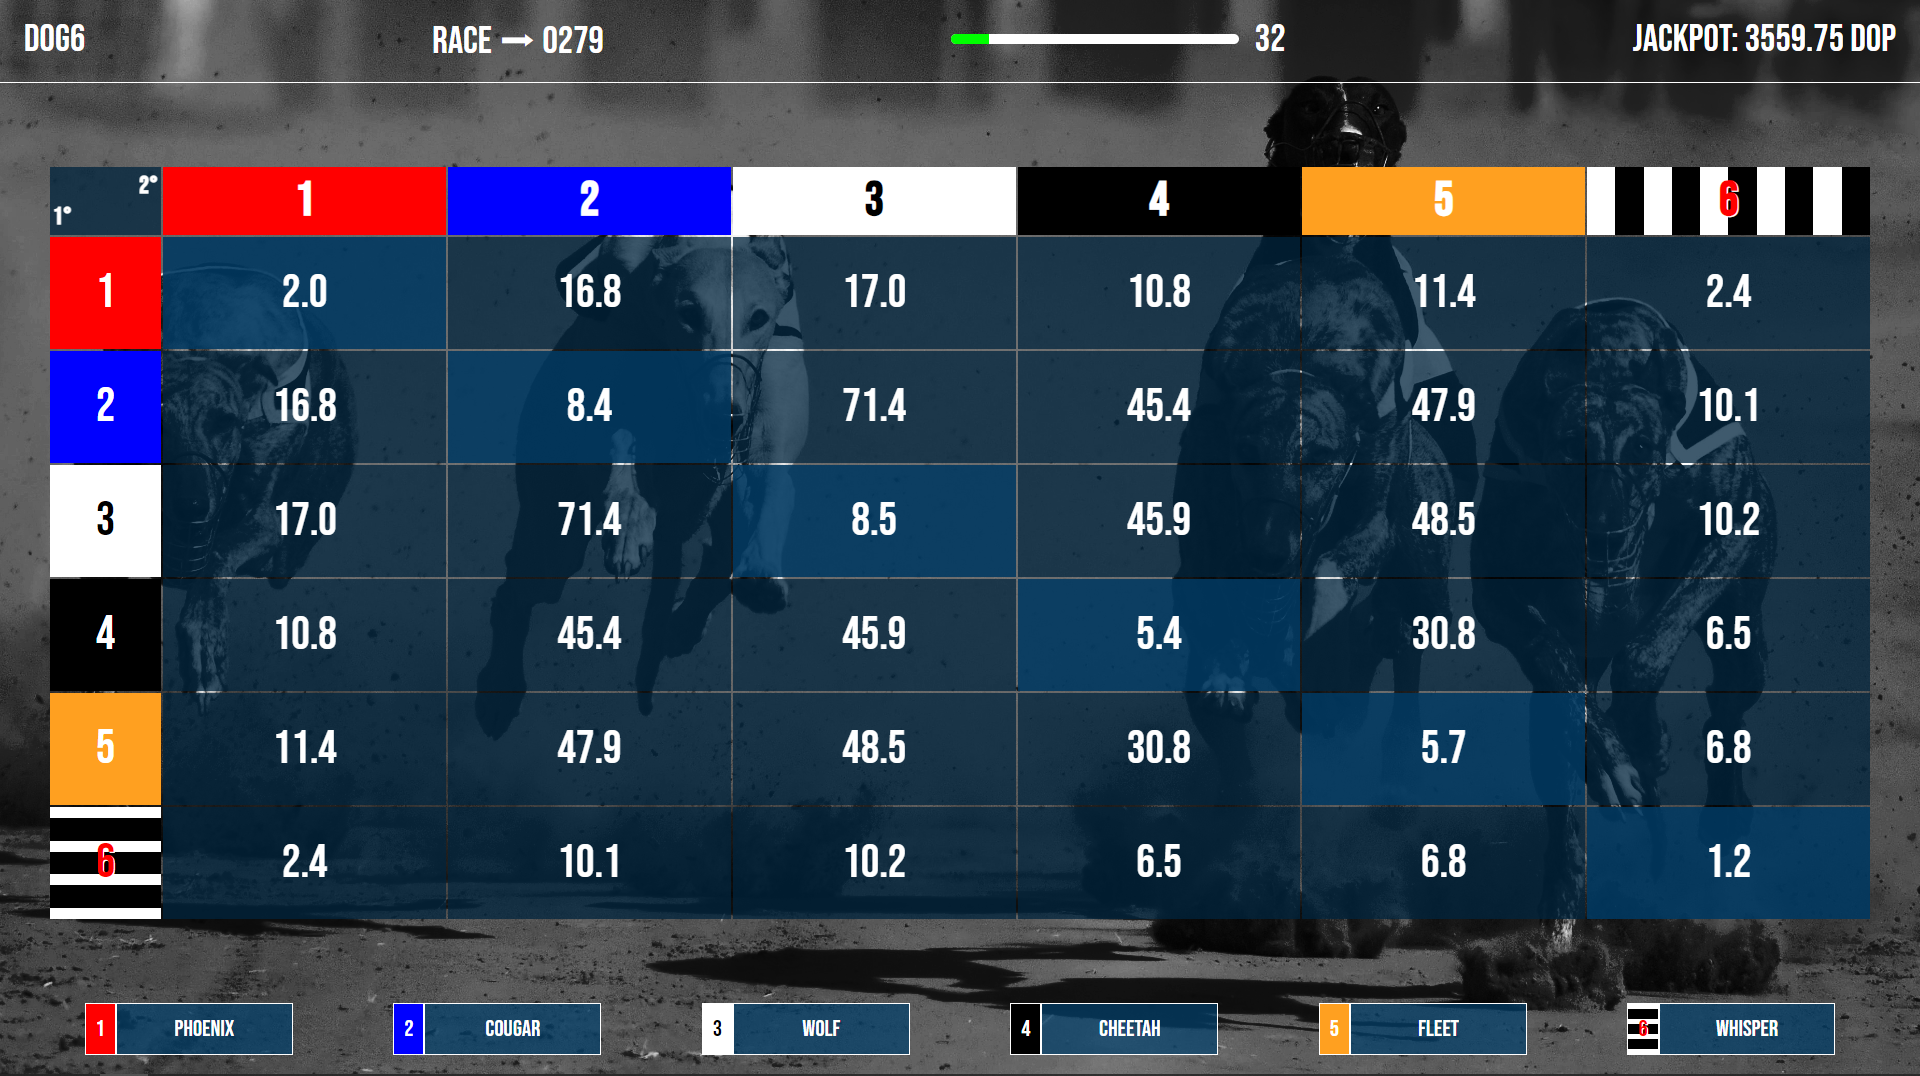 DOG6
RACE → 0279
32
JACKPOT: 3559.75 DOP
2° 1 2 3 4 5 6
1°
1 2.0 16.8 17.0 10.8 11.4 2.4
2 16.8 8.4 71.4 45.4 47.9 10.1
3 17.0 71.4 8.5 45.9 48.5 10.2
4 10.8 45.4 45.9 5.4 30.8 6.5
5 11.4 47.9 48.5 30.8 5.7 6.8
6 2.4 10.1 10.2 6.5 6.8 1.2
1 PHOENIX
2 COUGAR
3 WOLF
4 CHEETAH
5 FLEET
6 WHISPER